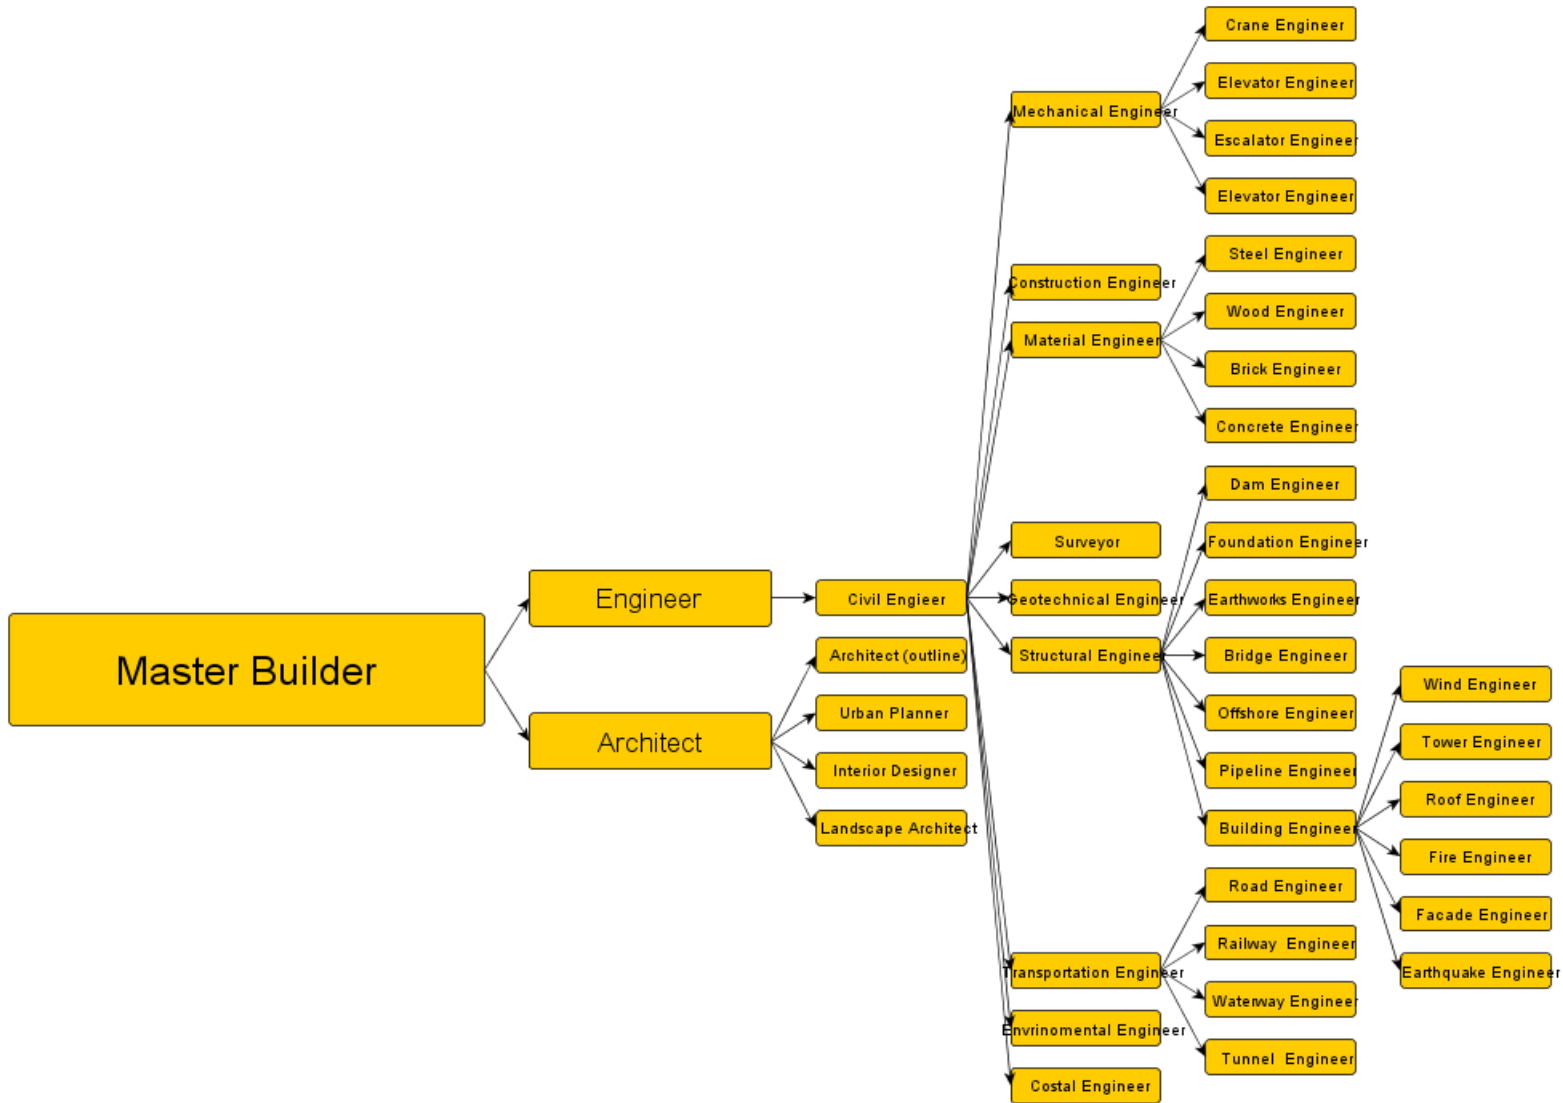 Master Builder
Engineer
Architect
Civil Engieer
Architect (outline)
Urban Planner
Interior Designer
Landscape Architect
Mechanical Engineer
Construction Engineer
Material Engineer
Surveyor
Geotechnical Engineer
Structural Engineer
Transportation Engineer
Envrinomental Engineer
Costal Engineer
Crane Engineer
Elevator Engineer
Escalator Engineer
Elevator Engineer
Steel Engineer
Wood Engineer
Brick Engineer
Concrete Engineer
Dam Engineer
Foundation Engineer
Earthworks Engineer
Bridge Engineer
Offshore Engineer
Pipeline Engineer
Building Engineer
Road Engineer
Railway  Engineer
Waterway Engineer
Tunnel  Engineer
Wind Engineer
Tower Engineer
Roof Engineer
Fire Engineer
Facade Engineer
Earthquake Engineer